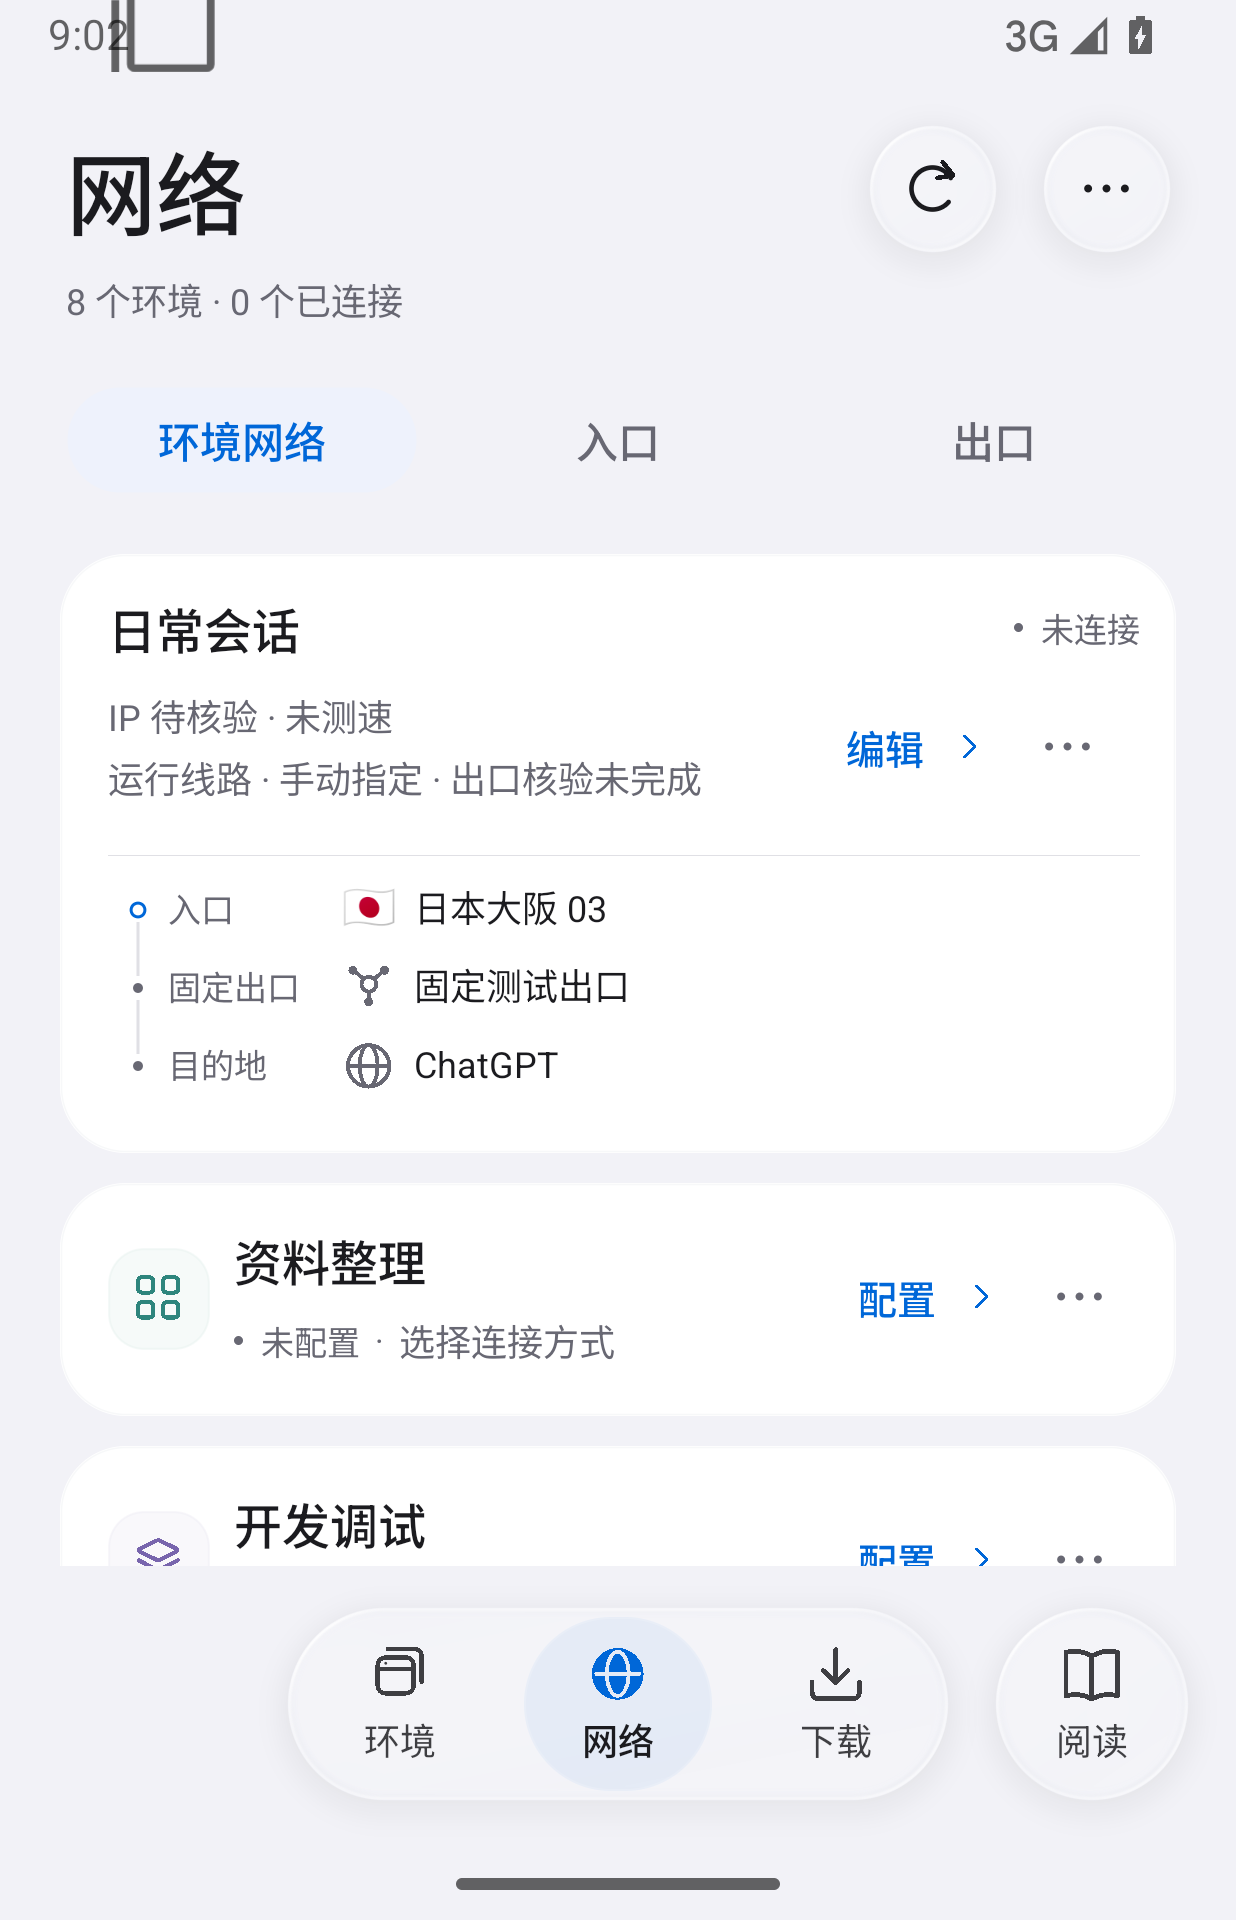 9:02
3G
网络
8 个环境 · 0 个已连接
环境网络
入口
出口
日常会话
• 未连接
IP 待核验 · 未测速
运行线路 · 手动指定 · 出口核验未完成
编辑
入口
日本大阪 03
固定出口
固定测试出口
目的地
ChatGPT
资料整理
• 未配置 · 选择连接方式
配置
开发调试
配置
环境
网络
下载
阅读